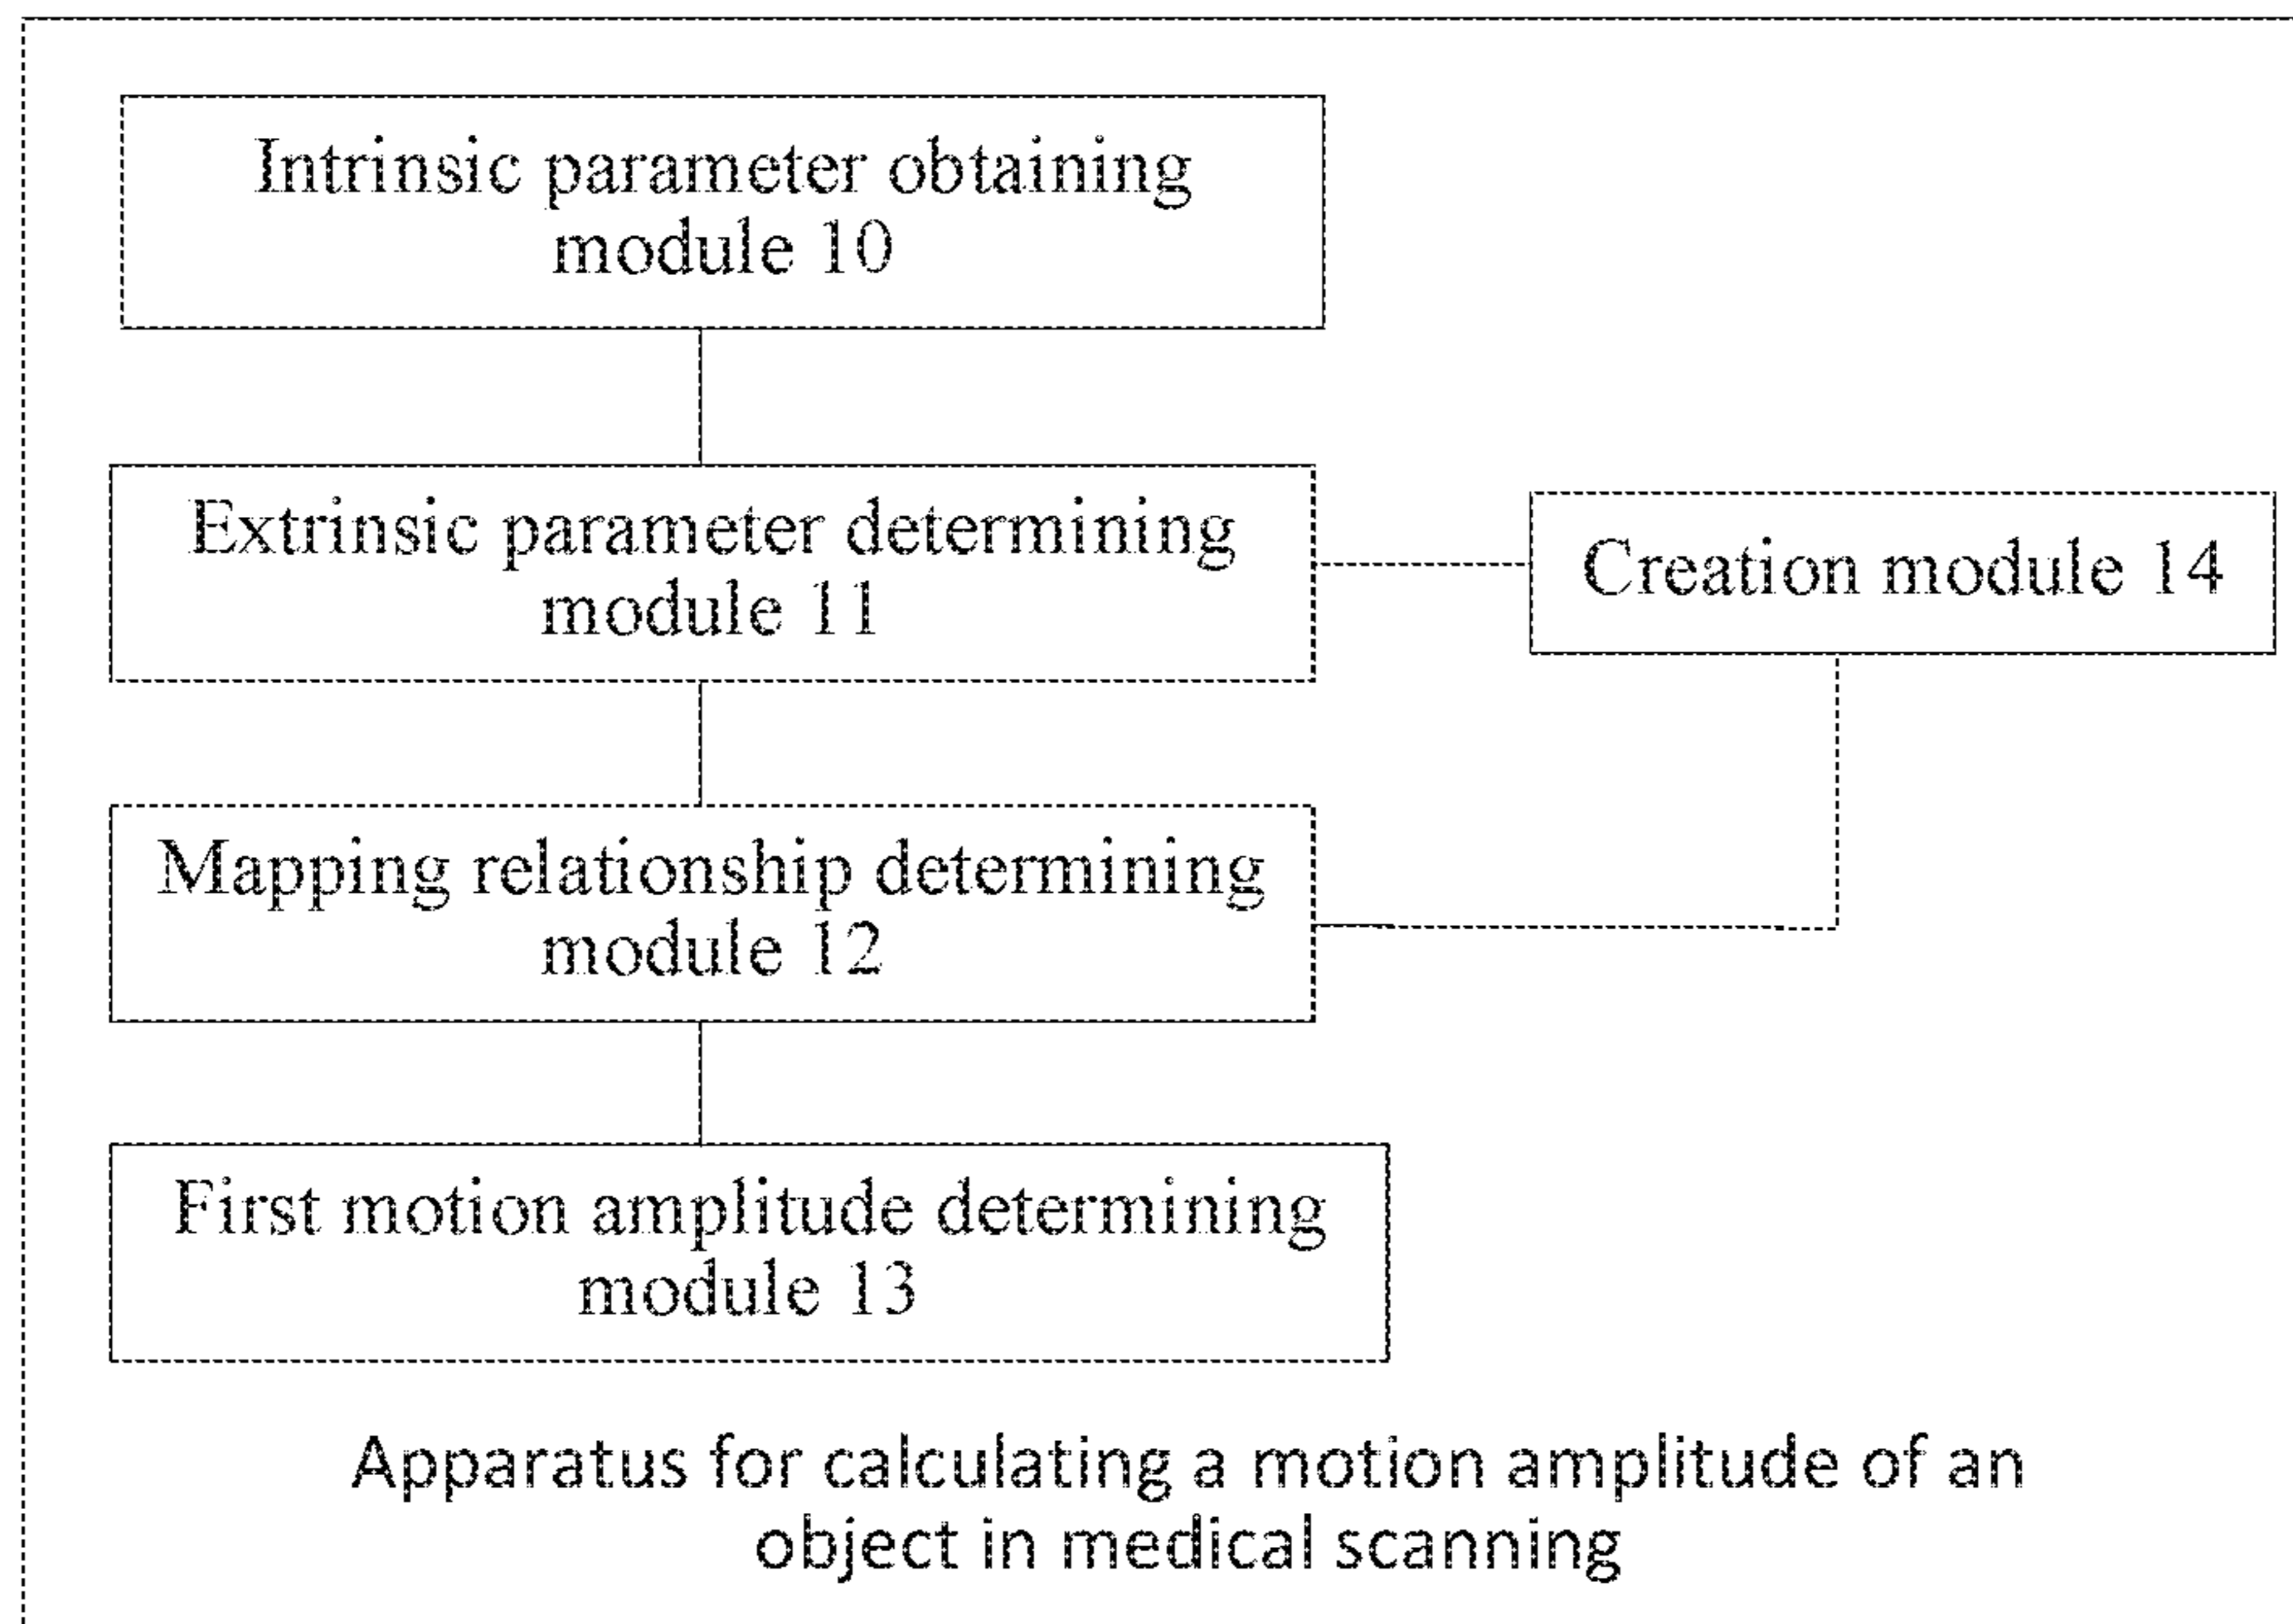 Intrinsic parameter obtaining
module 10
Extrinsic parameter determining
module 11
Creation module 14
Mapping relationship determining
module 12
First motion amplitude determining
module 13
Apparatus for calculating a motion amplitude of an
object in medical scanning